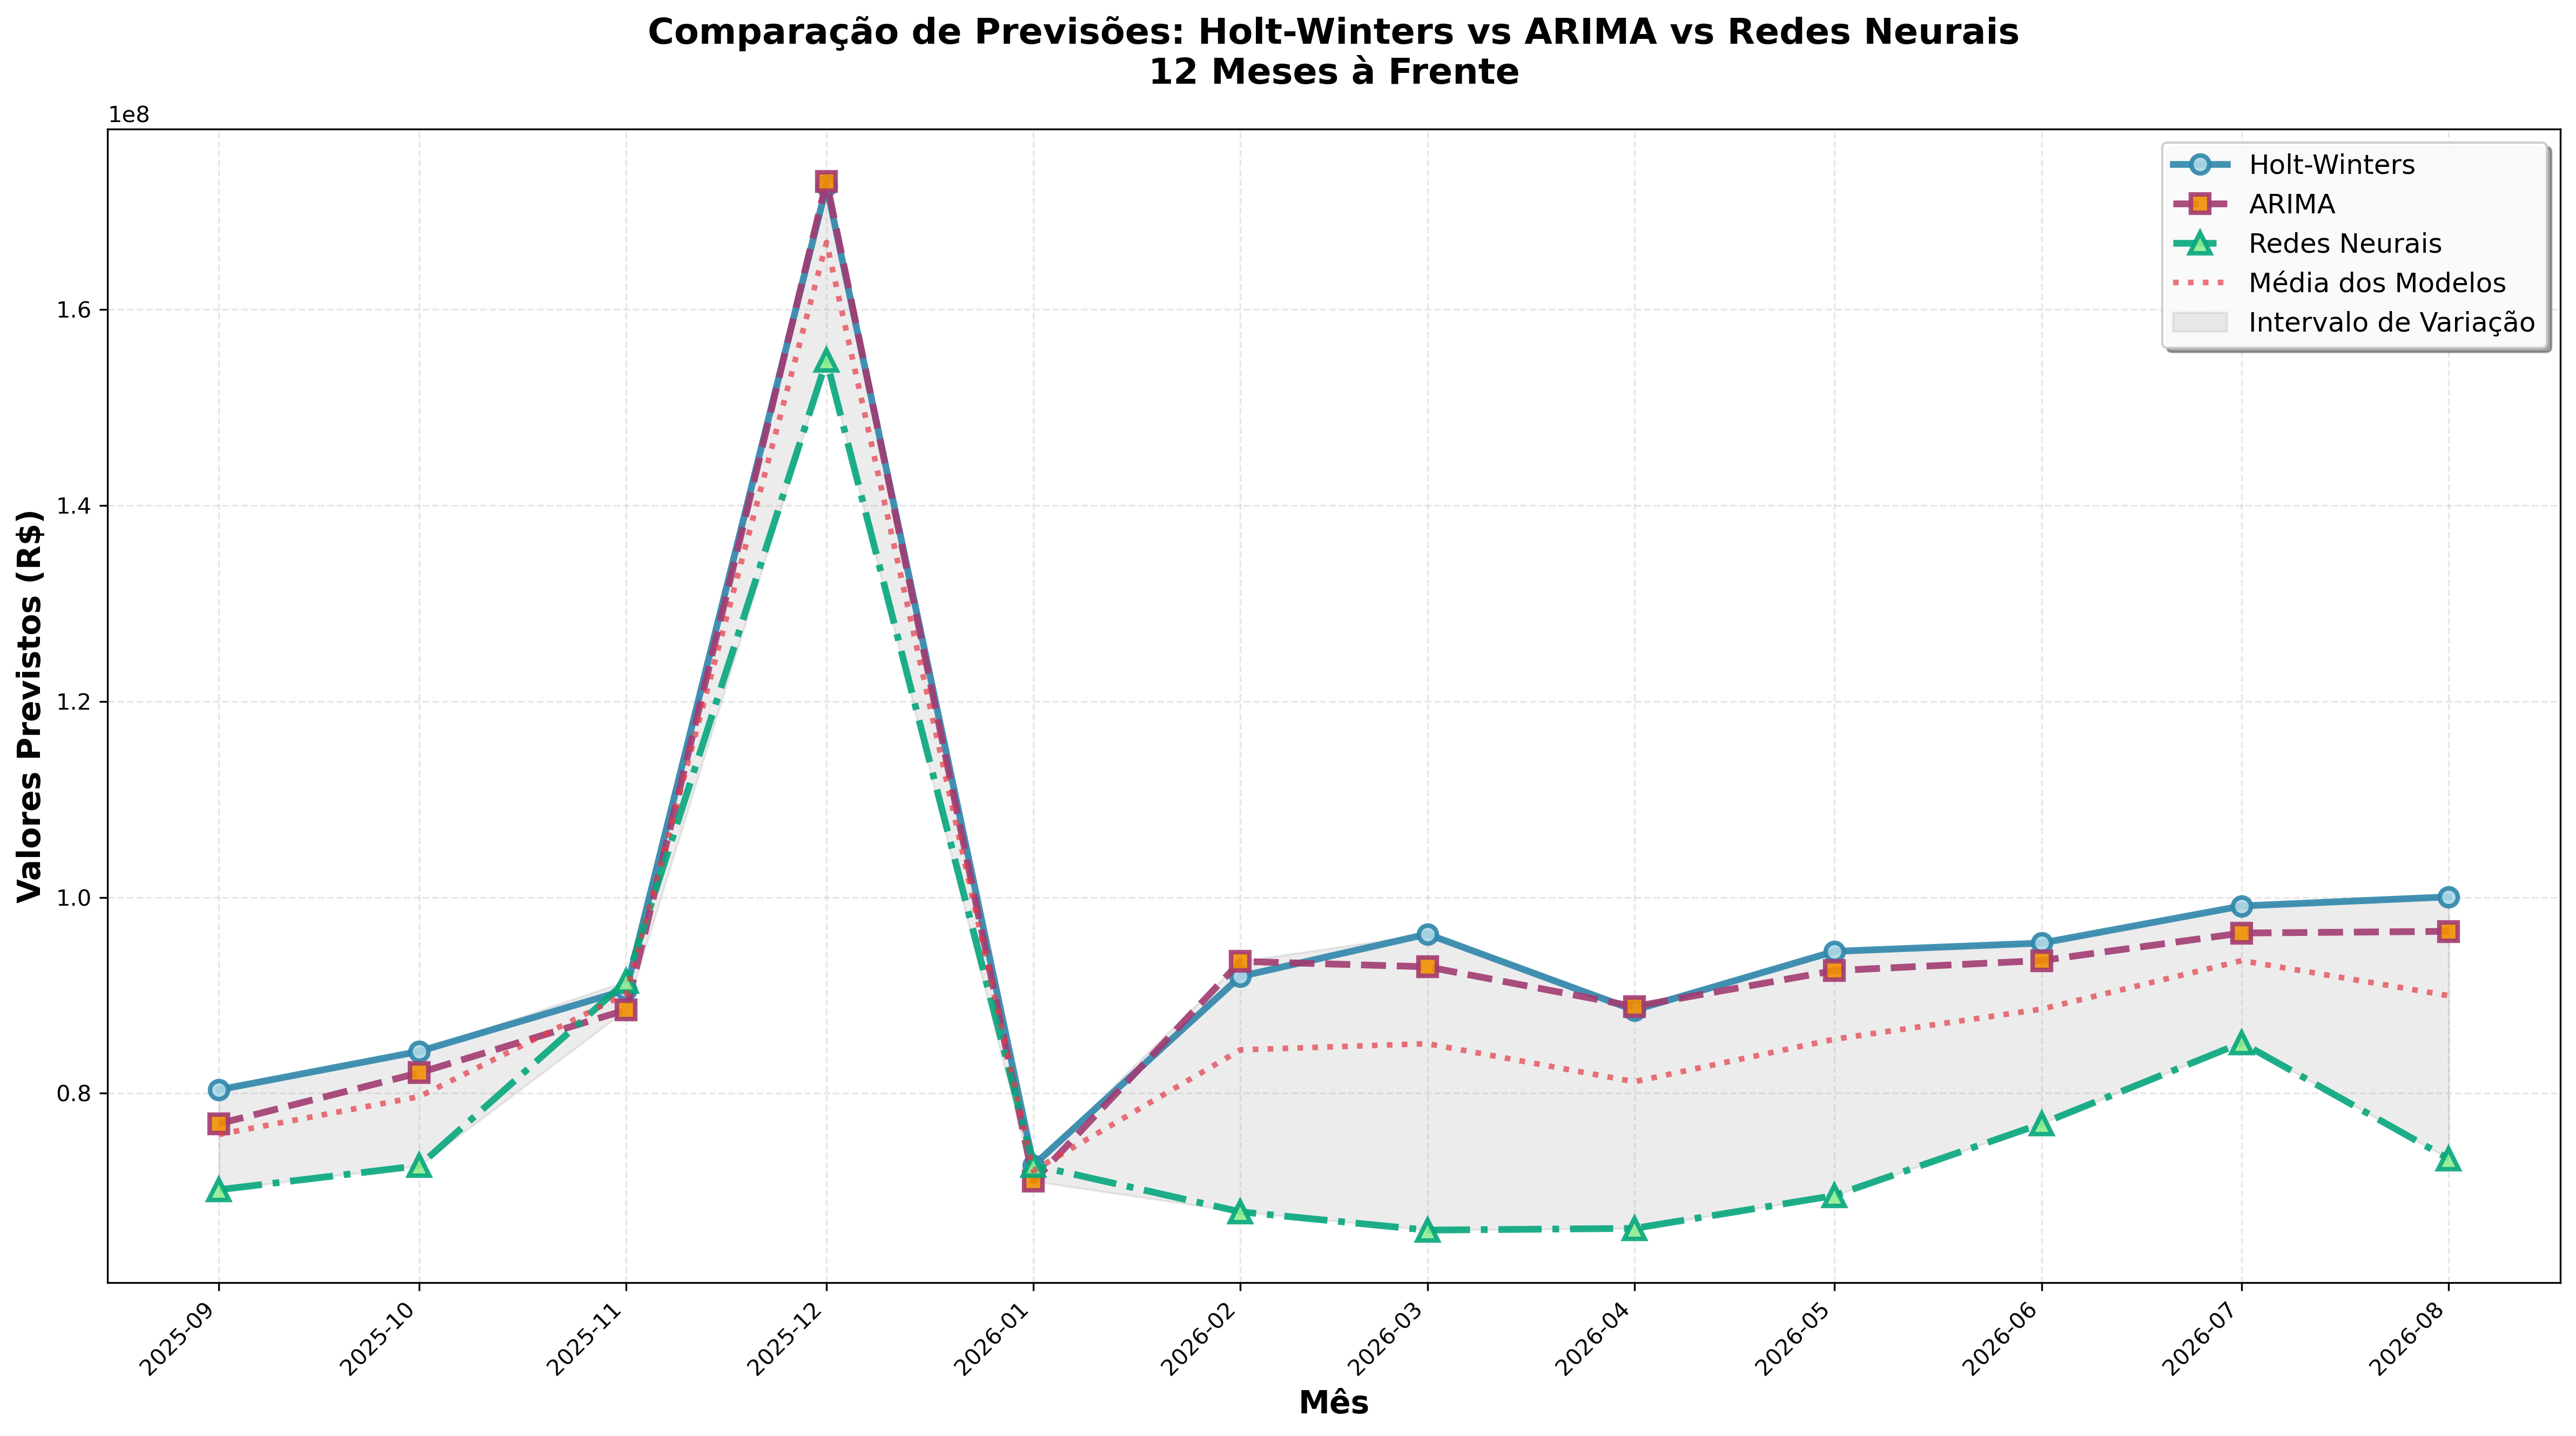 Comparação de Previsões: Holt-Winters vs ARIMA vs Redes Neurais
12 Meses à Frente
1e8
Holt-Winters
ARIMA
Redes Neurais
Média dos Modelos
Intervalo de Variação
1.6
1.4
1.2
1.0
0.8
Valores Previstos (R$)
2025-09
2025-10
2025-11
2025-12
2026-01
2026-02
2026-03
2026-04
2026-05
2026-06
2026-07
2026-08
Mês